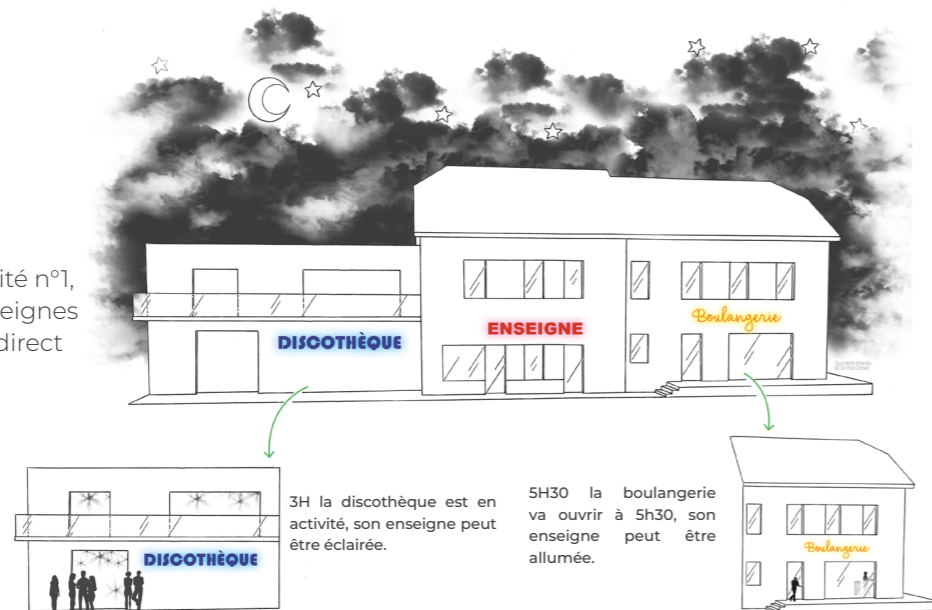 ité n°1,
eignes
direct
DISCOTHÈQUE
ENSEIGNE
Boulangerie
DISCOTHÈQUE
3H la discothèque est en
activité, son enseigne peut
être éclairée.
5H30 la boulangerie
va ouvrir à 5h30, son
enseigne peut être
allumée.
Boulangerie